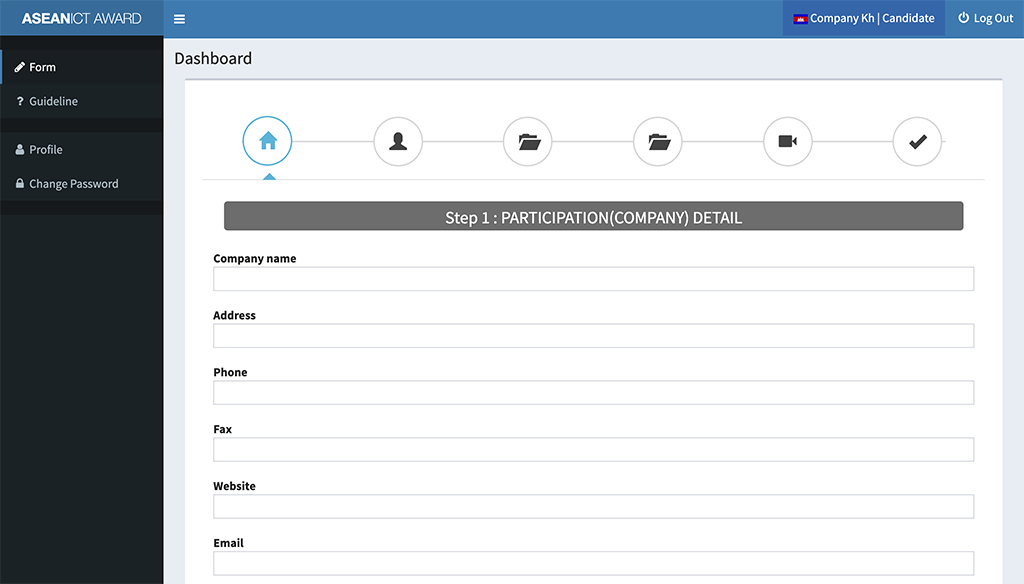 ASEANICT AWARD
Company Kh | Candidate
Log Out
Form
? Guideline
Profile
Change Password
Dashboard
Step 1 : PARTICIPATION(COMPANY) DETAIL
Company name
Address
Phone
Fax
Website
Email